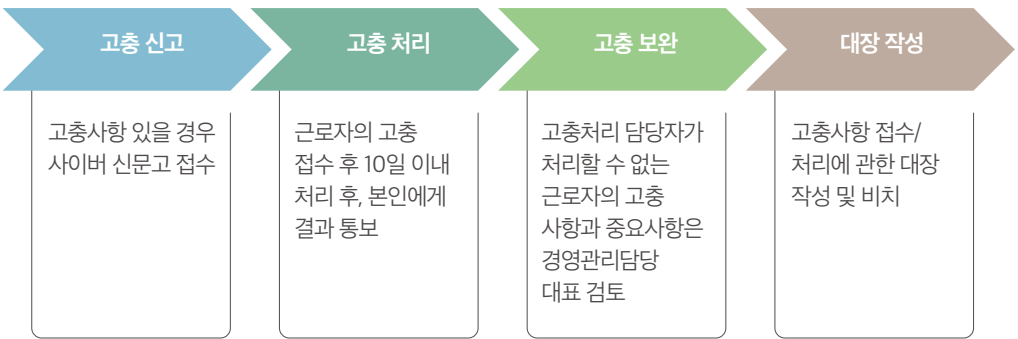 고충 신고
고충사항 있을 경우
사이버 신문고 접수
고충 처리
근로자의 고충
접수 후 10일 이내
처리 후, 본인에게
결과 통보
고충 보완
고충처리 담당자가
처리할 수 없는
근로자의 고충
사항과 중요사항은
경영관리담당
대표 검토
대장 작성
고충사항 접수/
처리에 관한 대장
작성 및 비치